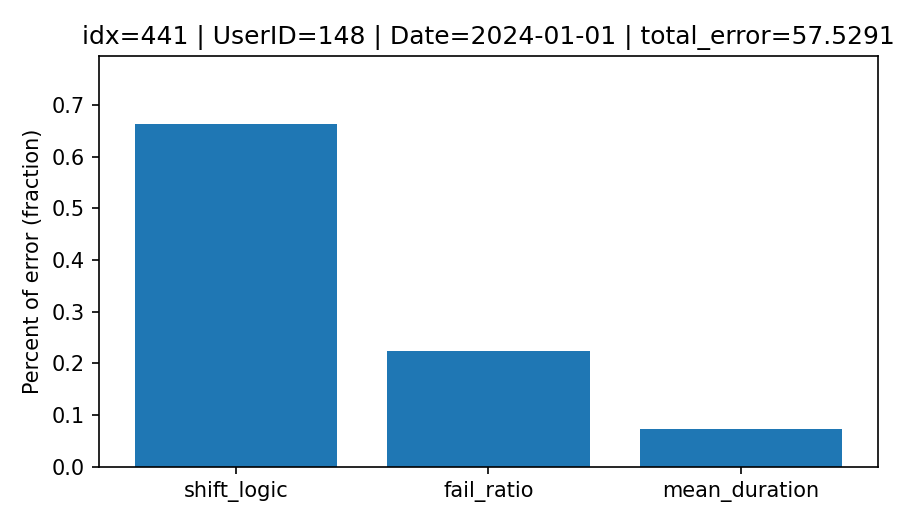 idx=441 | UserID=148 | Date=2024-01-01 | total_error=57.5291
Percent of error (fraction)
0.7
0.6
0.5
0.4
0.3
0.2
0.1
0.0
shift_logic fail_ratio mean_duration